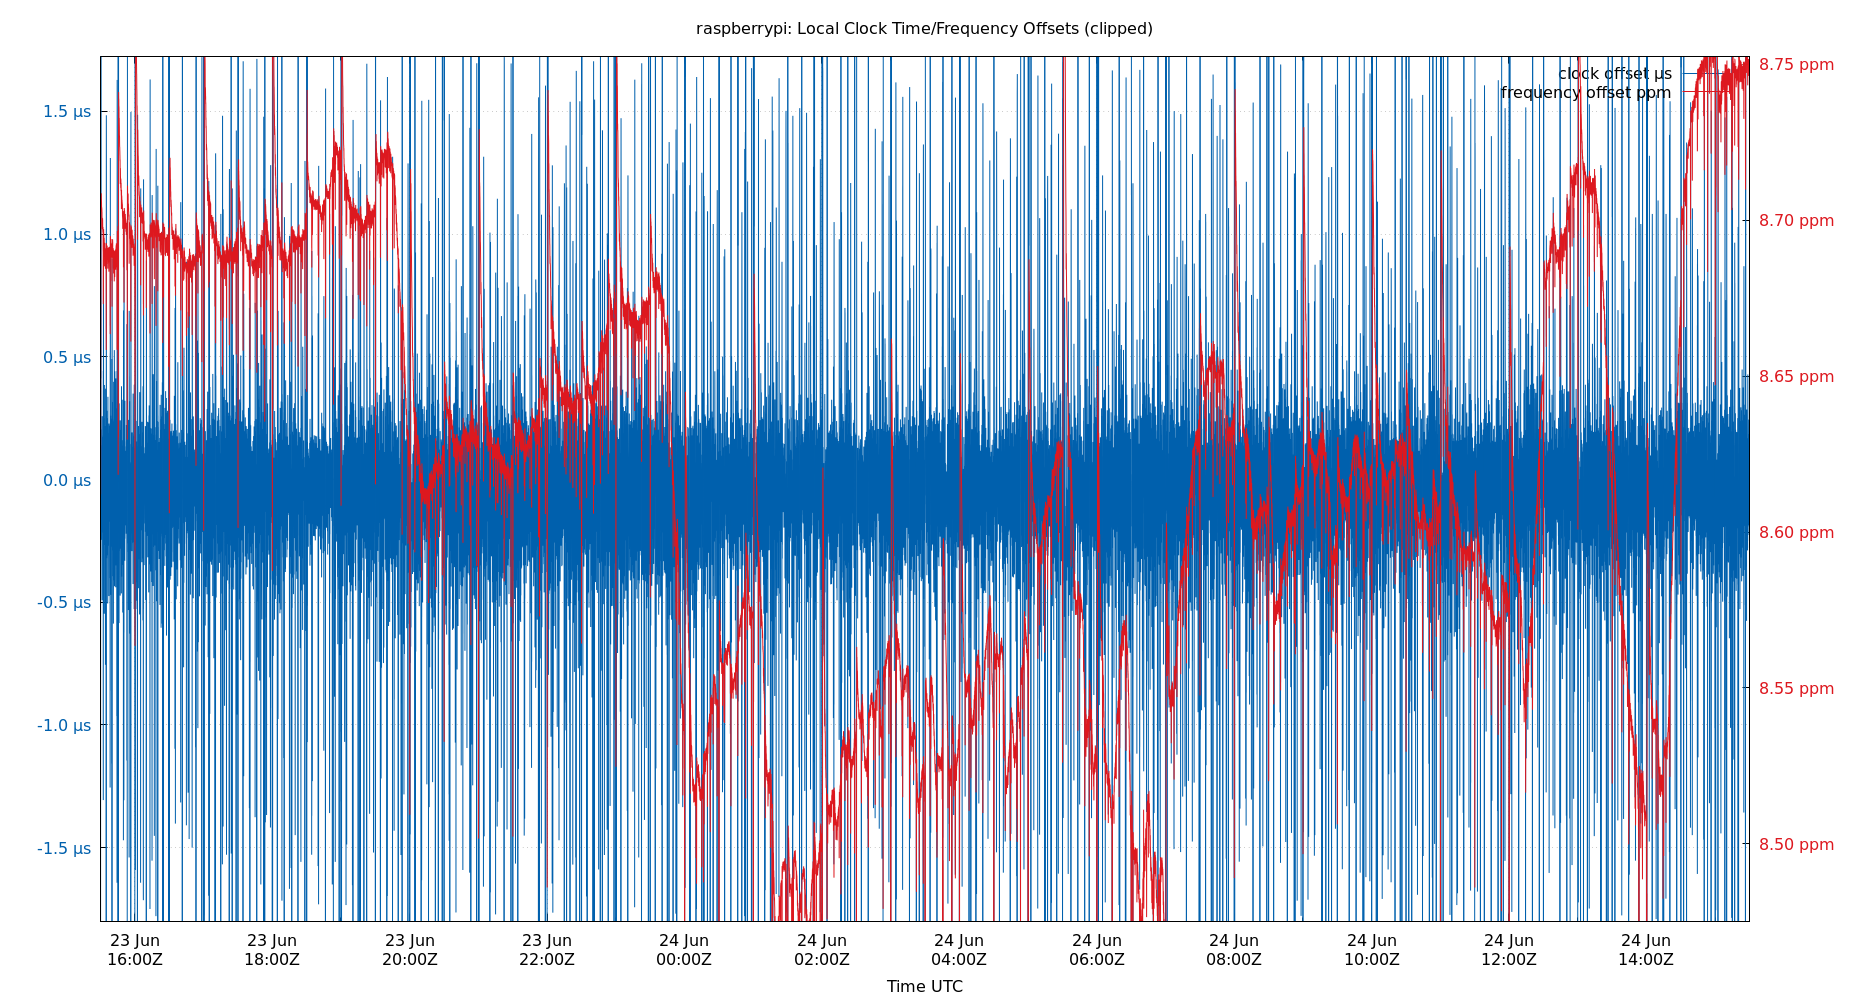 raspberrypi: Local Clock Time/Frequency Offsets (clipped)
clock offset µs
frequency offset ppm
1.5 µs
1.0 µs
0.5 µs
0.0 µs
-0.5 µs
-1.0 µs
-1.5 µs
8.75 ppm
8.70 ppm
8.65 ppm
8.60 ppm
8.55 ppm
8.50 ppm
23 Jun 23 Jun 23 Jun 23 Jun 24 Jun 24 Jun 24 Jun 24 Jun 24 Jun 24 Jun 24 Jun 24 Jun
16:00Z 18:00Z 20:00Z 22:00Z 00:00Z 02:00Z 04:00Z 06:00Z 08:00Z 10:00Z 12:00Z 14:00Z
Time UTC